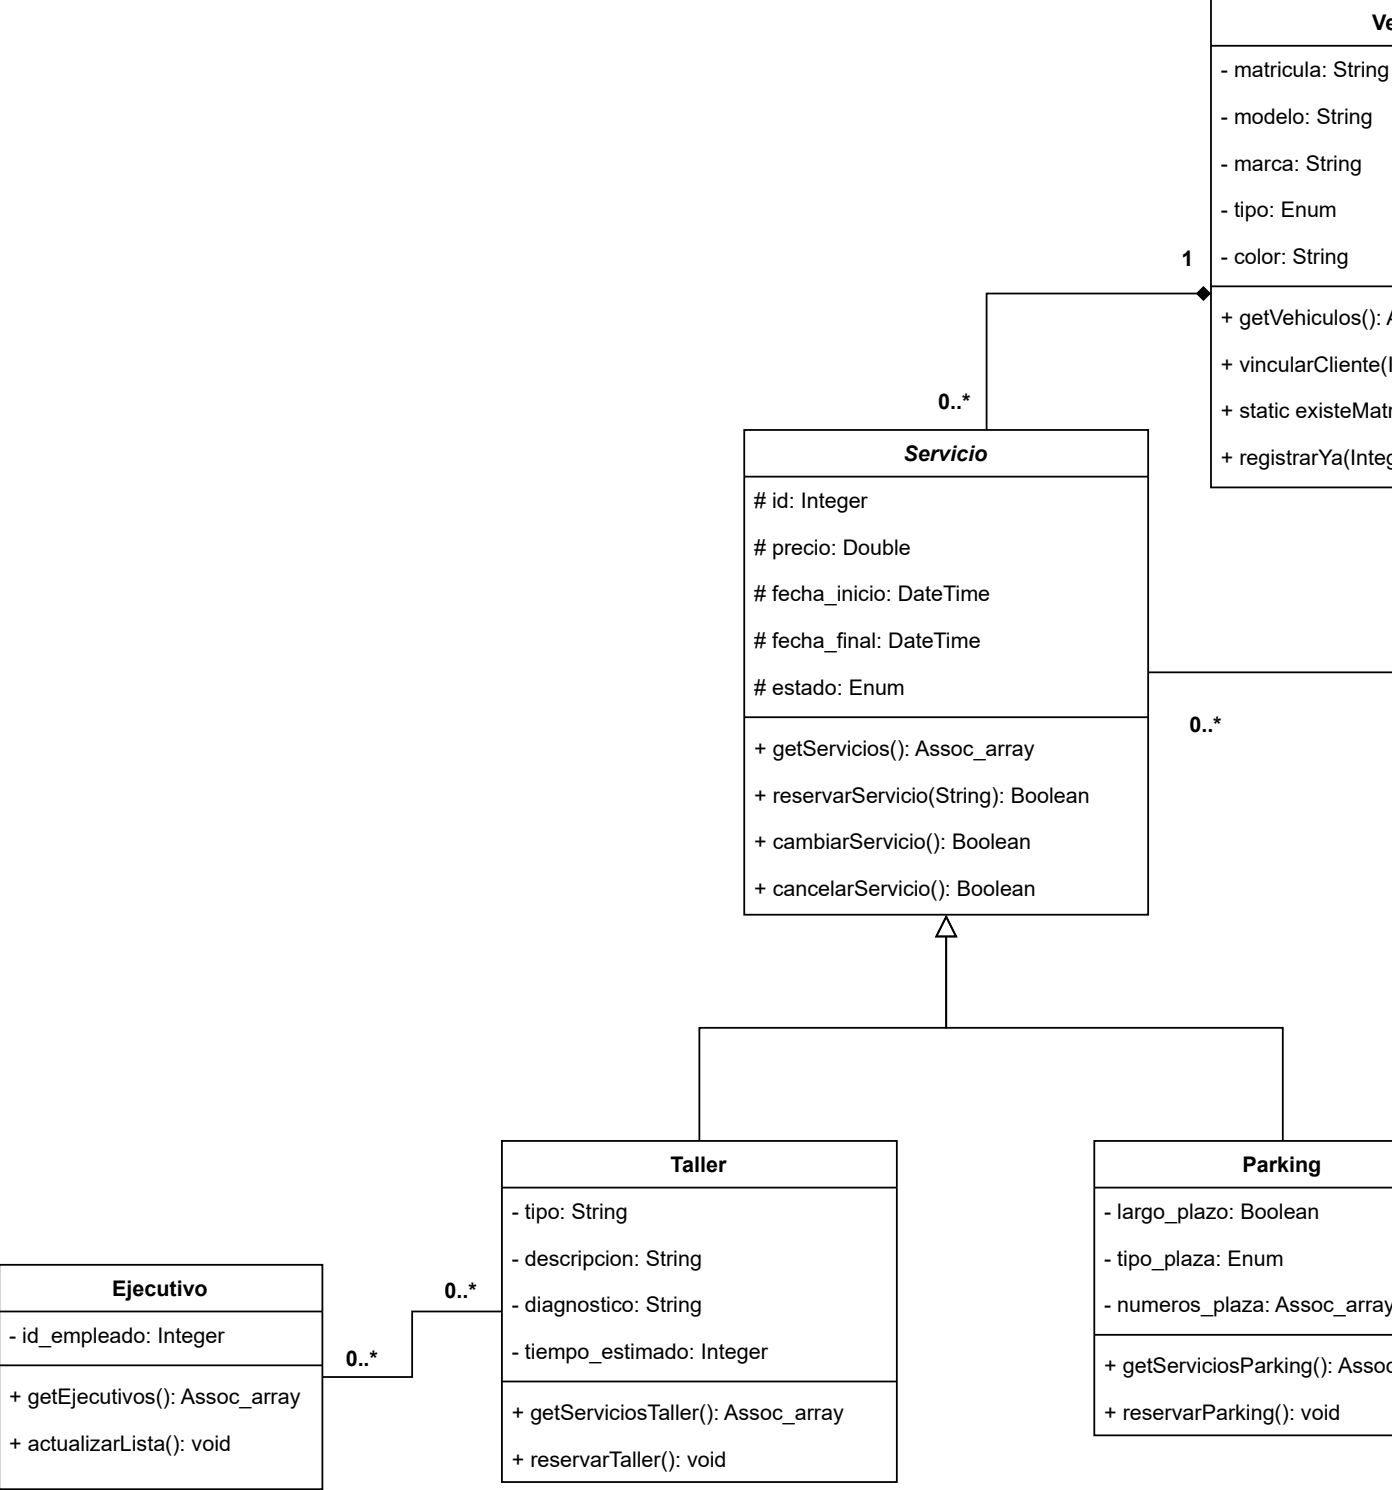 Ve
- matricula: String
- modelo: String
- marca: String
- tipo: Enum
- color: String
1
+ getVehiculos(): A
+ vincularCliente(I
+ static existeMatr
+ registrarYa(Integ
0..*
Servicio
# id: Integer
# precio: Double
# fecha_inicio: DateTime
# fecha_final: DateTime
# estado: Enum
0..*
+ getServicios(): Assoc_array
+ reservarServicio(String): Boolean
+ cambiarServicio(): Boolean
+ cancelarServicio(): Boolean
Taller
- tipo: String
- descripcion: String
- diagnostico: String
- tiempo_estimado: Integer
+ getServiciosTaller(): Assoc_array
+ reservarTaller(): void
Parking
- largo_plazo: Boolean
- tipo_plaza: Enum
- numeros_plaza: Assoc_array
+ getServiciosParking(): Assoc
+ reservarParking(): void
Ejecutivo
- id_empleado: Integer
+ getEjecutivos(): Assoc_array
+ actualizarLista(): void
0..*
0..*